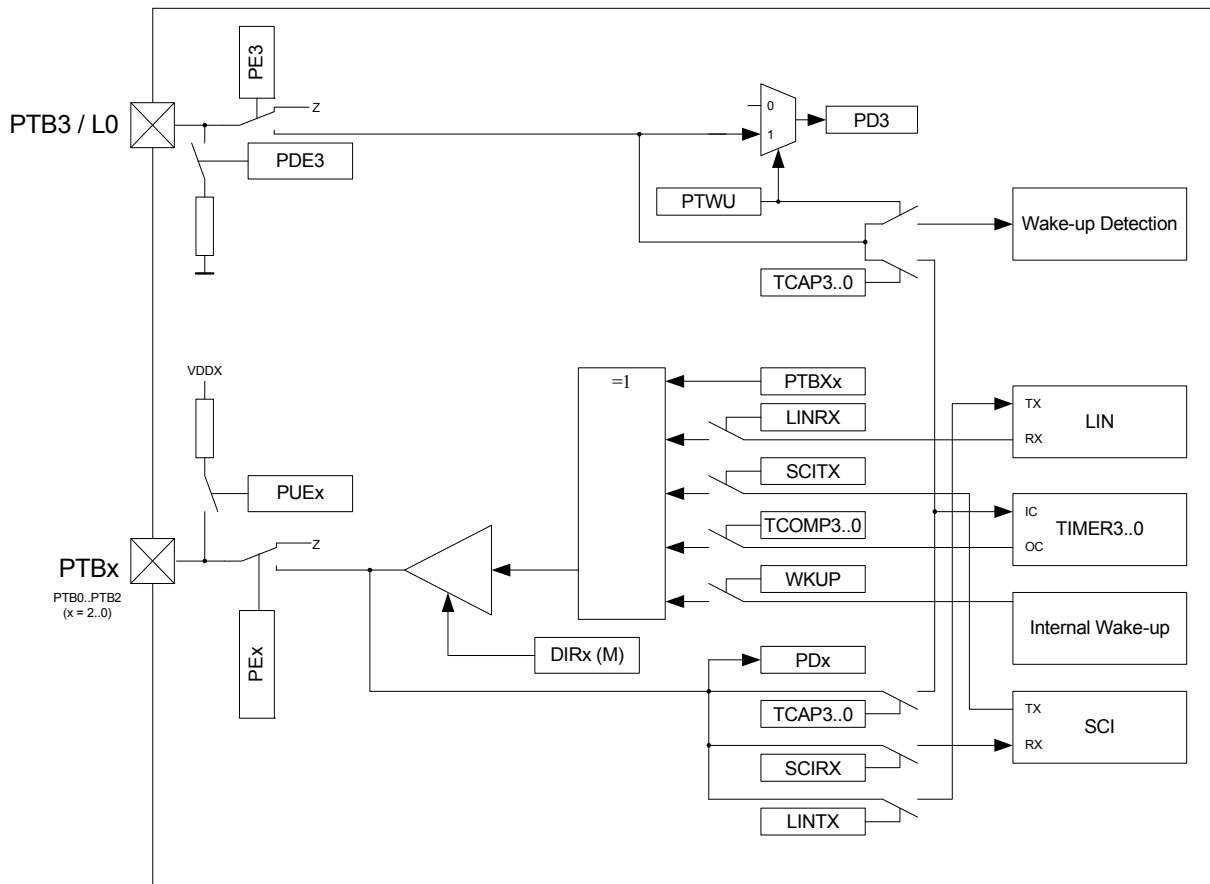 PE3
Z
PTB3 / L0
PDE3
0
1
PD3
PTWU
Wake-up Detection
TCAP3..0
VDDX
PUEx
PTBx
PTB0..PTB2
(x = 2..0)
Z
PEx
DIRx (M)
=1
PTBXx
LINRX
SCITX
TCOMP3..0
WKUP
PDx
TCAP3..0
SCIRX
LINTX
TX
RX
LIN
IC
OC
TIMER3..0
Internal Wake-up
TX
RX
SCI